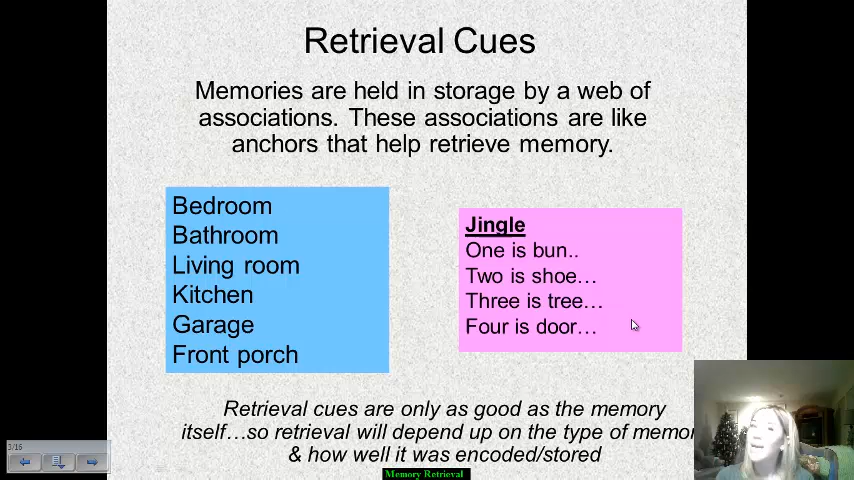 Retrieval Cues
Memories are held in storage by a web of
associations. These associations are like
anchors that help retrieve memory.
Bedroom
Bathroom
Living room
Kitchen
Garage
Front porch
Jingle
One is bun..
Two is shoe…
Three is tree…
Four is door…
Retrieval cues are only as good as the memory
itself…so retrieval will depend up on the type of memor
& how well it was encoded/stored
3/16
Memory Retrieval